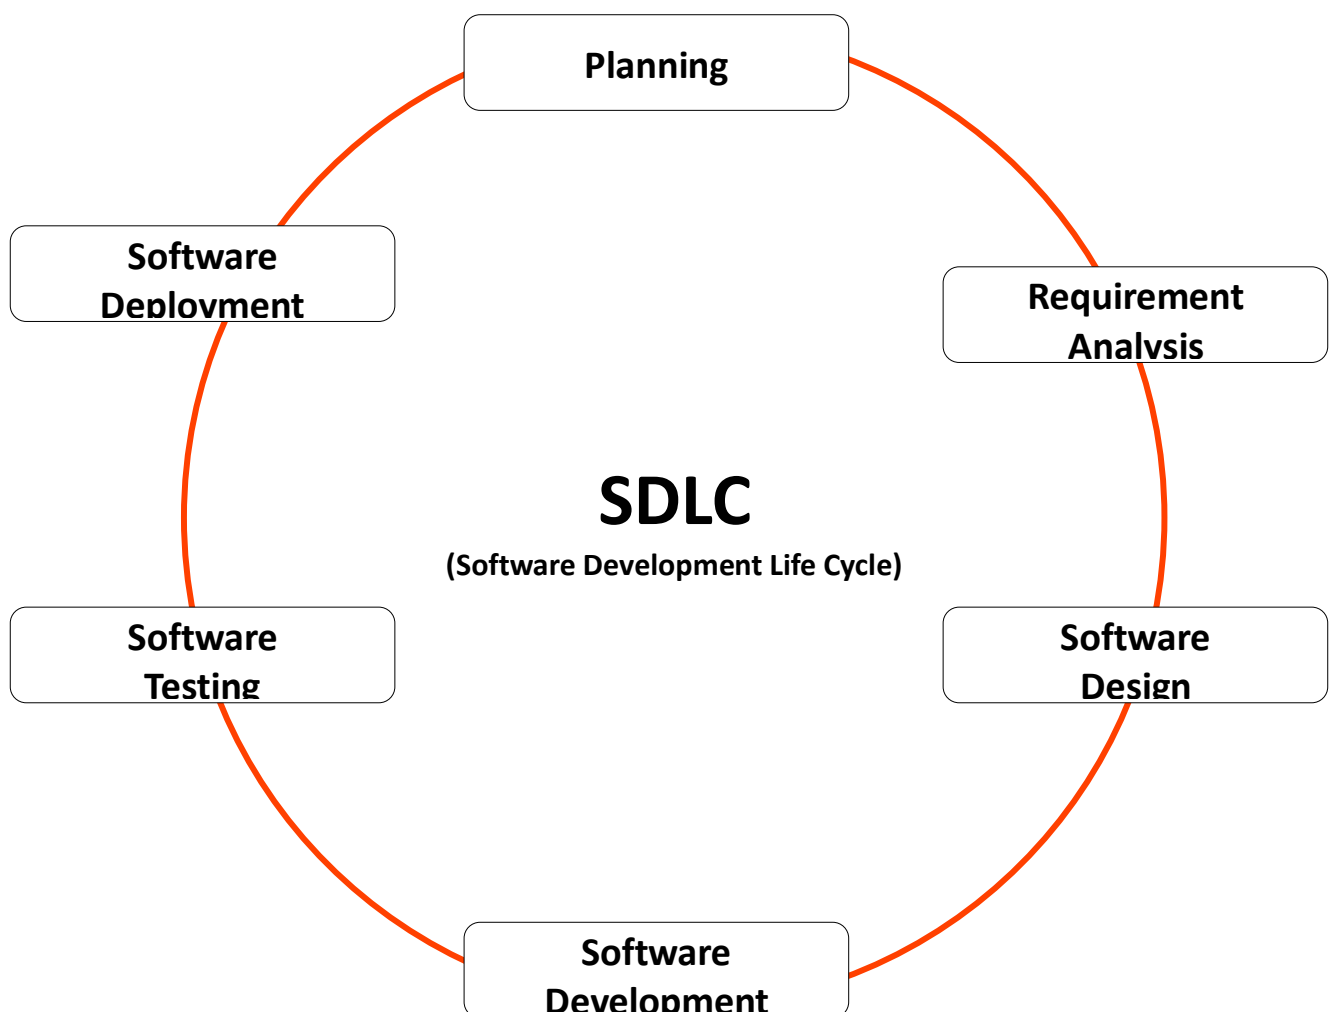 Planning
Software
Deployment
Requirement
Analysis
SDLC
(Software Development Life Cycle)
Software
Testing
Software
Design
Software
Development